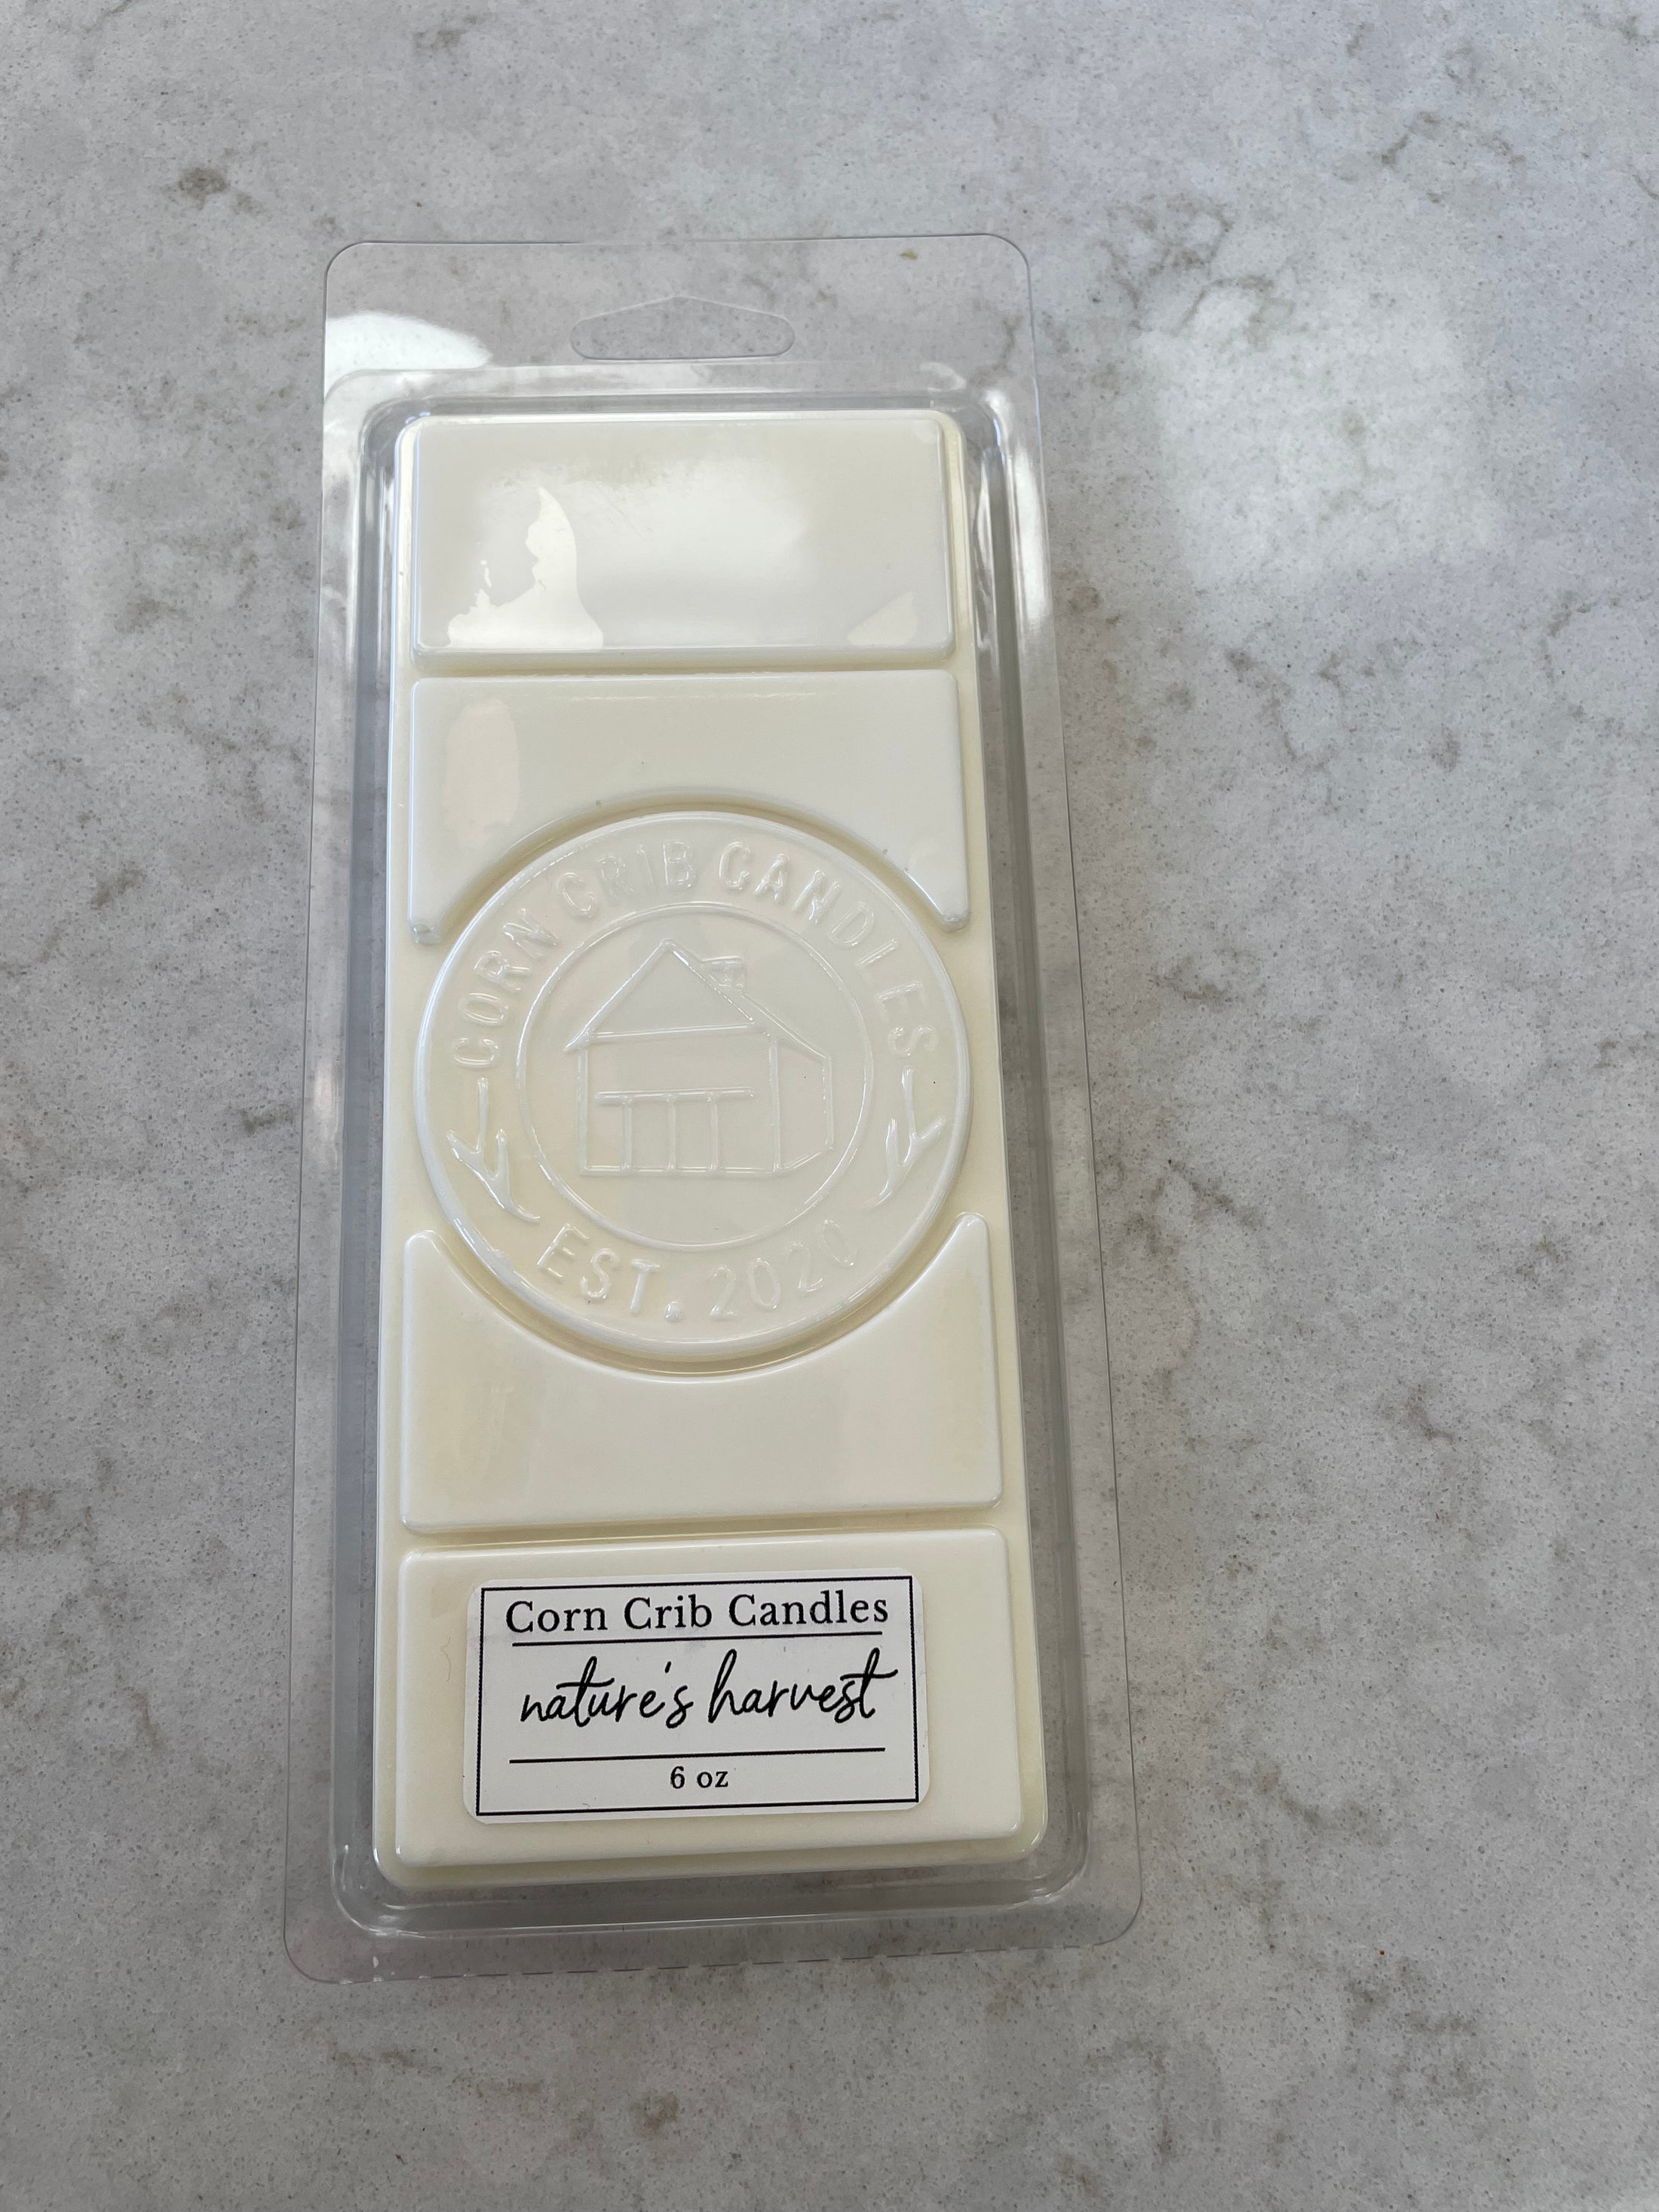 CORN CRIB CANDLES
EST. 2020
Corn Crib Candles
nature's harvest
6 oz